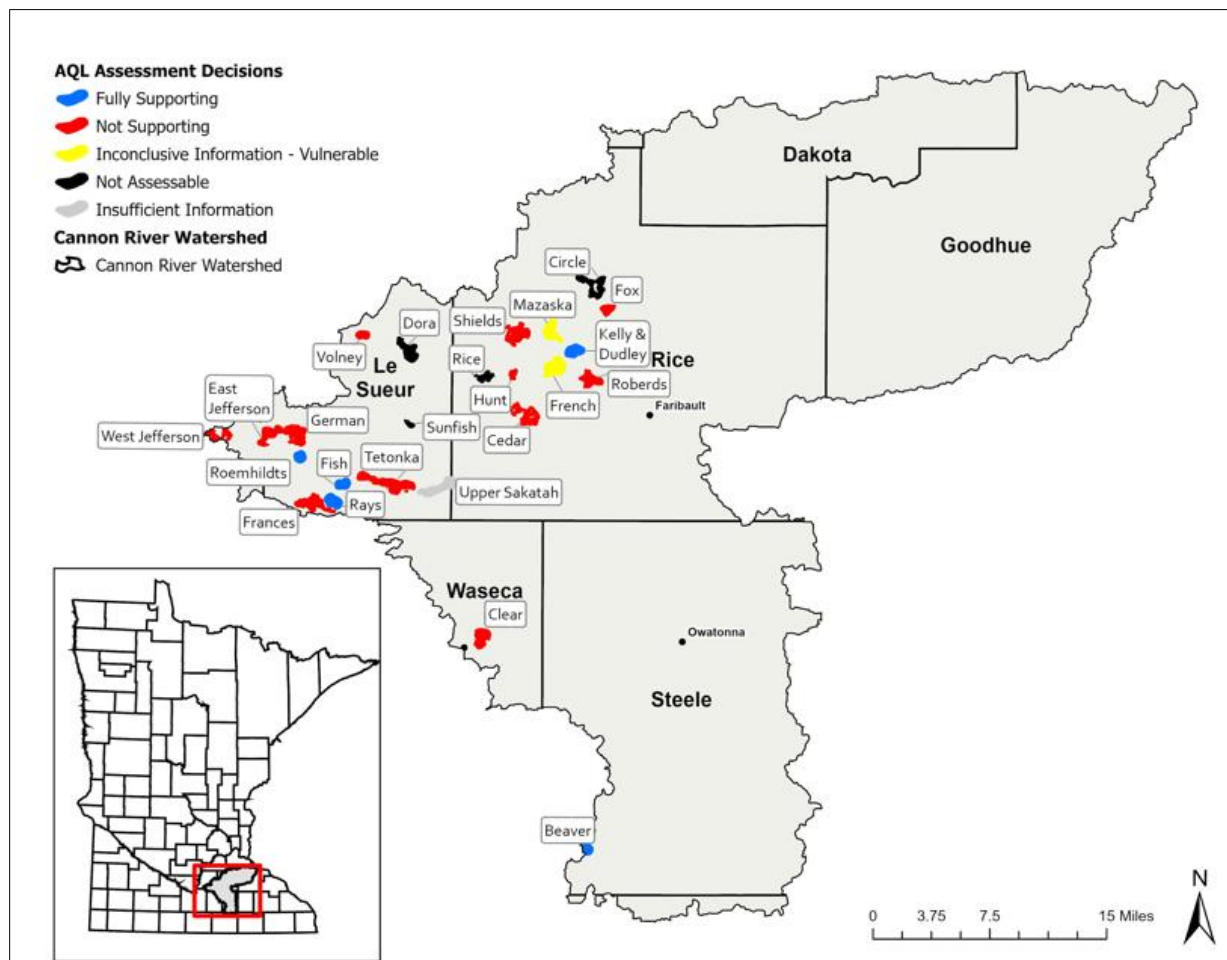 AQL Assessment Decisions
Fully Supporting
Not Supporting
Inconclusive Information - Vulnerable
Not Assessable
Insufficient Information
Cannon River Watershed
Cannon River Watershed
Dakota
Goodhue
Circle
Fox
Mazaska
Shields
Dora
Kelly &
Dudley
Volney
Rice
Rice
Le
Sueur
Roberds
Hunt
French
Faribault
East
Jefferson
German
Sunfish
Cedar
West Jefferson
Roemhildts
Fish
Tetonka
Upper Sakatah
Rays
Frances
Waseca
Clear
Owatonna
Steele
Beaver
N
0 3.75 7.5 15 Miles